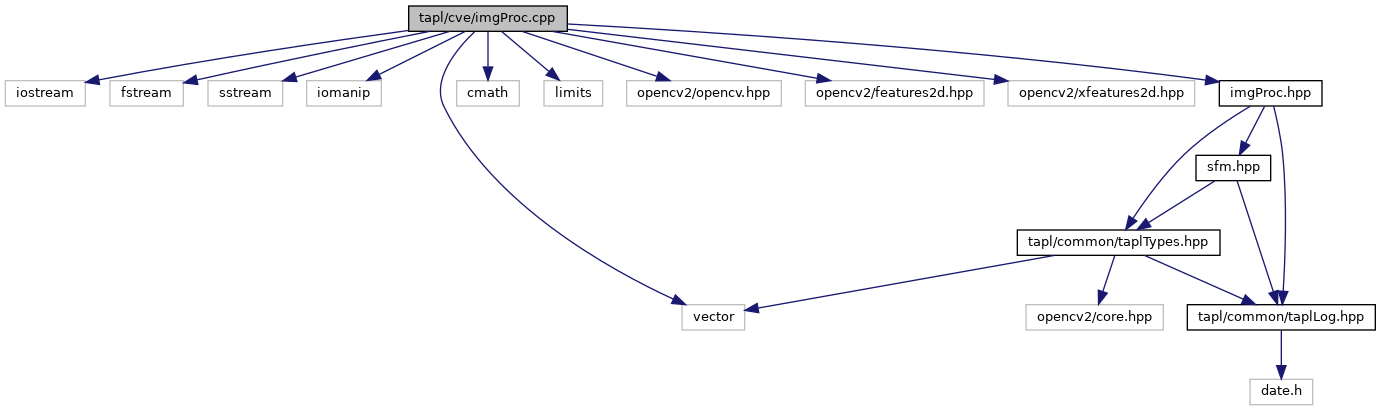 tapl/cve/imgProc.cpp
iostream
fstream
sstream
iomanip
cmath
limits
opencv2/opencv.hpp
opencv2/features2d.hpp
opencv2/xfeatures2d.hpp
imgProc.hpp
sfm.hpp
tapl/common/taplTypes.hpp
vector
opencv2/core.hpp
tapl/common/taplLog.hpp
date.h